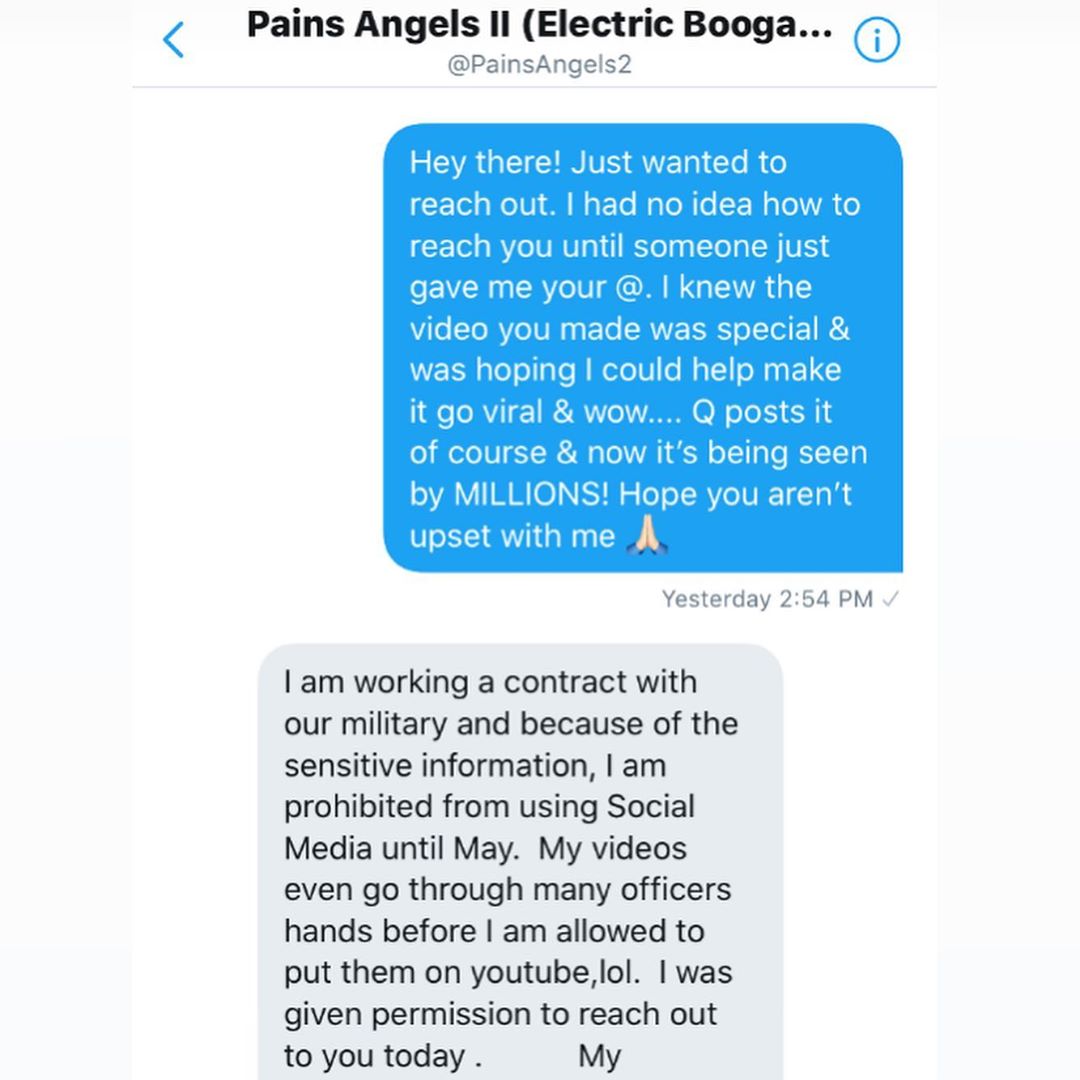 Pains Angels II (Electric Booga...
@PainsAngels2
Hey there! Just wanted to
reach out. I had no idea how to
reach you until someone just
gave me your @. I knew the
video you made was special &
was hoping I could help make
it go viral & wow.... Q posts it
of course & now it’s being seen
by MILLIONS! Hope you aren’t
upset with me 🙏🏻
Yesterday 2:54 PM ✓
I am working a contract with
our military and because of the
sensitive information, I am
prohibited from using Social
Media until May.  My videos
even go through many officers
hands before I am allowed to
put them on youtube,lol.  I was
given permission to reach out
to you today .          My